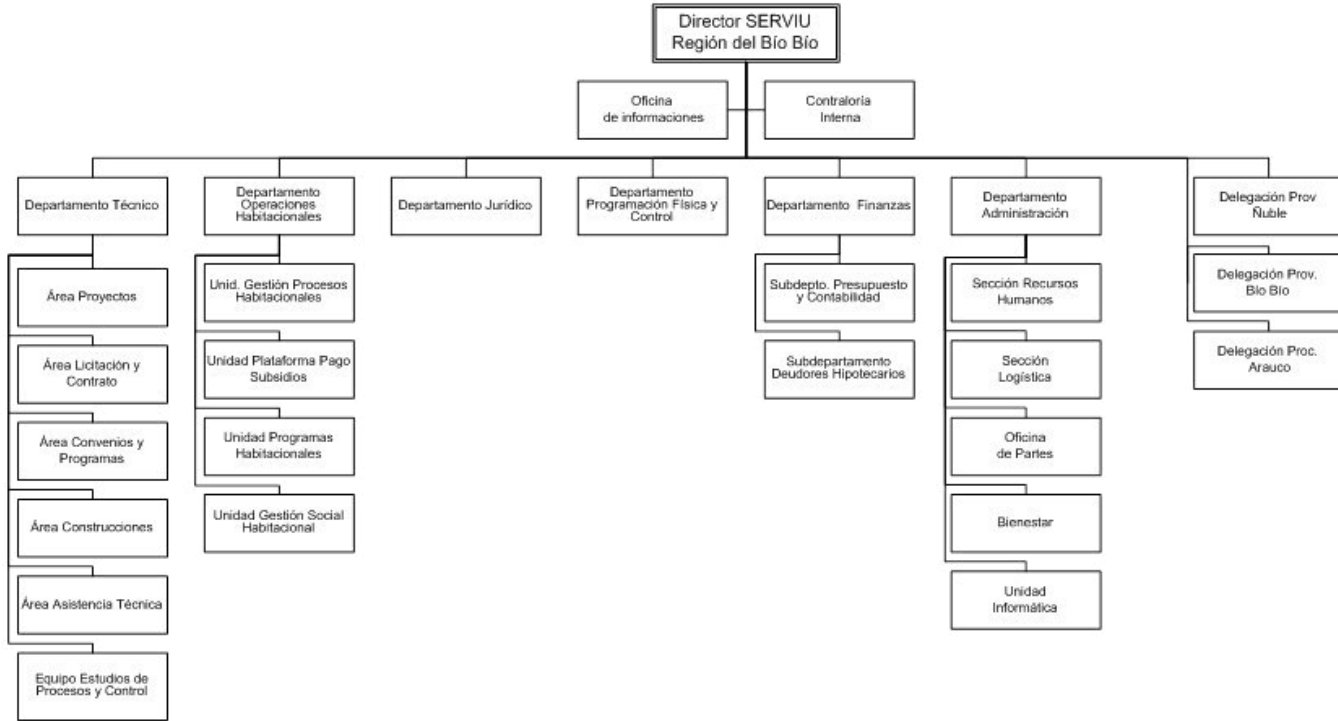 Director SERVIU
Región del Bío Bío
Oficina
de informaciones
Contraloría
Interna
Departamento Técnico
Departamento
Operaciones
Habitacionales
Departamento Jurídico
Departamento
Programación Física y
Control
Departamento Finanzas
Departamento
Administración
Delegación Prov
Ñuble
Área Proyectos
Unid. Gestión Procesos
Habitacionales
Subdepto. Presupuesto
y Contabilidad
Sección Recursos
Humanos
Delegación Prov.
Bío Bío
Área Licitación y
Contrato
Unidad Plataforma Pago
Subsidios
Subdepartamento
Deudores Hipotecarios
Sección
Logística
Delegación Proc.
Arauco
Área Convenios y
Programas
Unidad Programas
Habitacionales
Oficina
de Partes
Área Construcciones
Unidad Gestión Social
Habitacional
Bienestar
Área Asistencia Técnica
Unidad
Informática
Equipo Estudios de
Procesos y Control